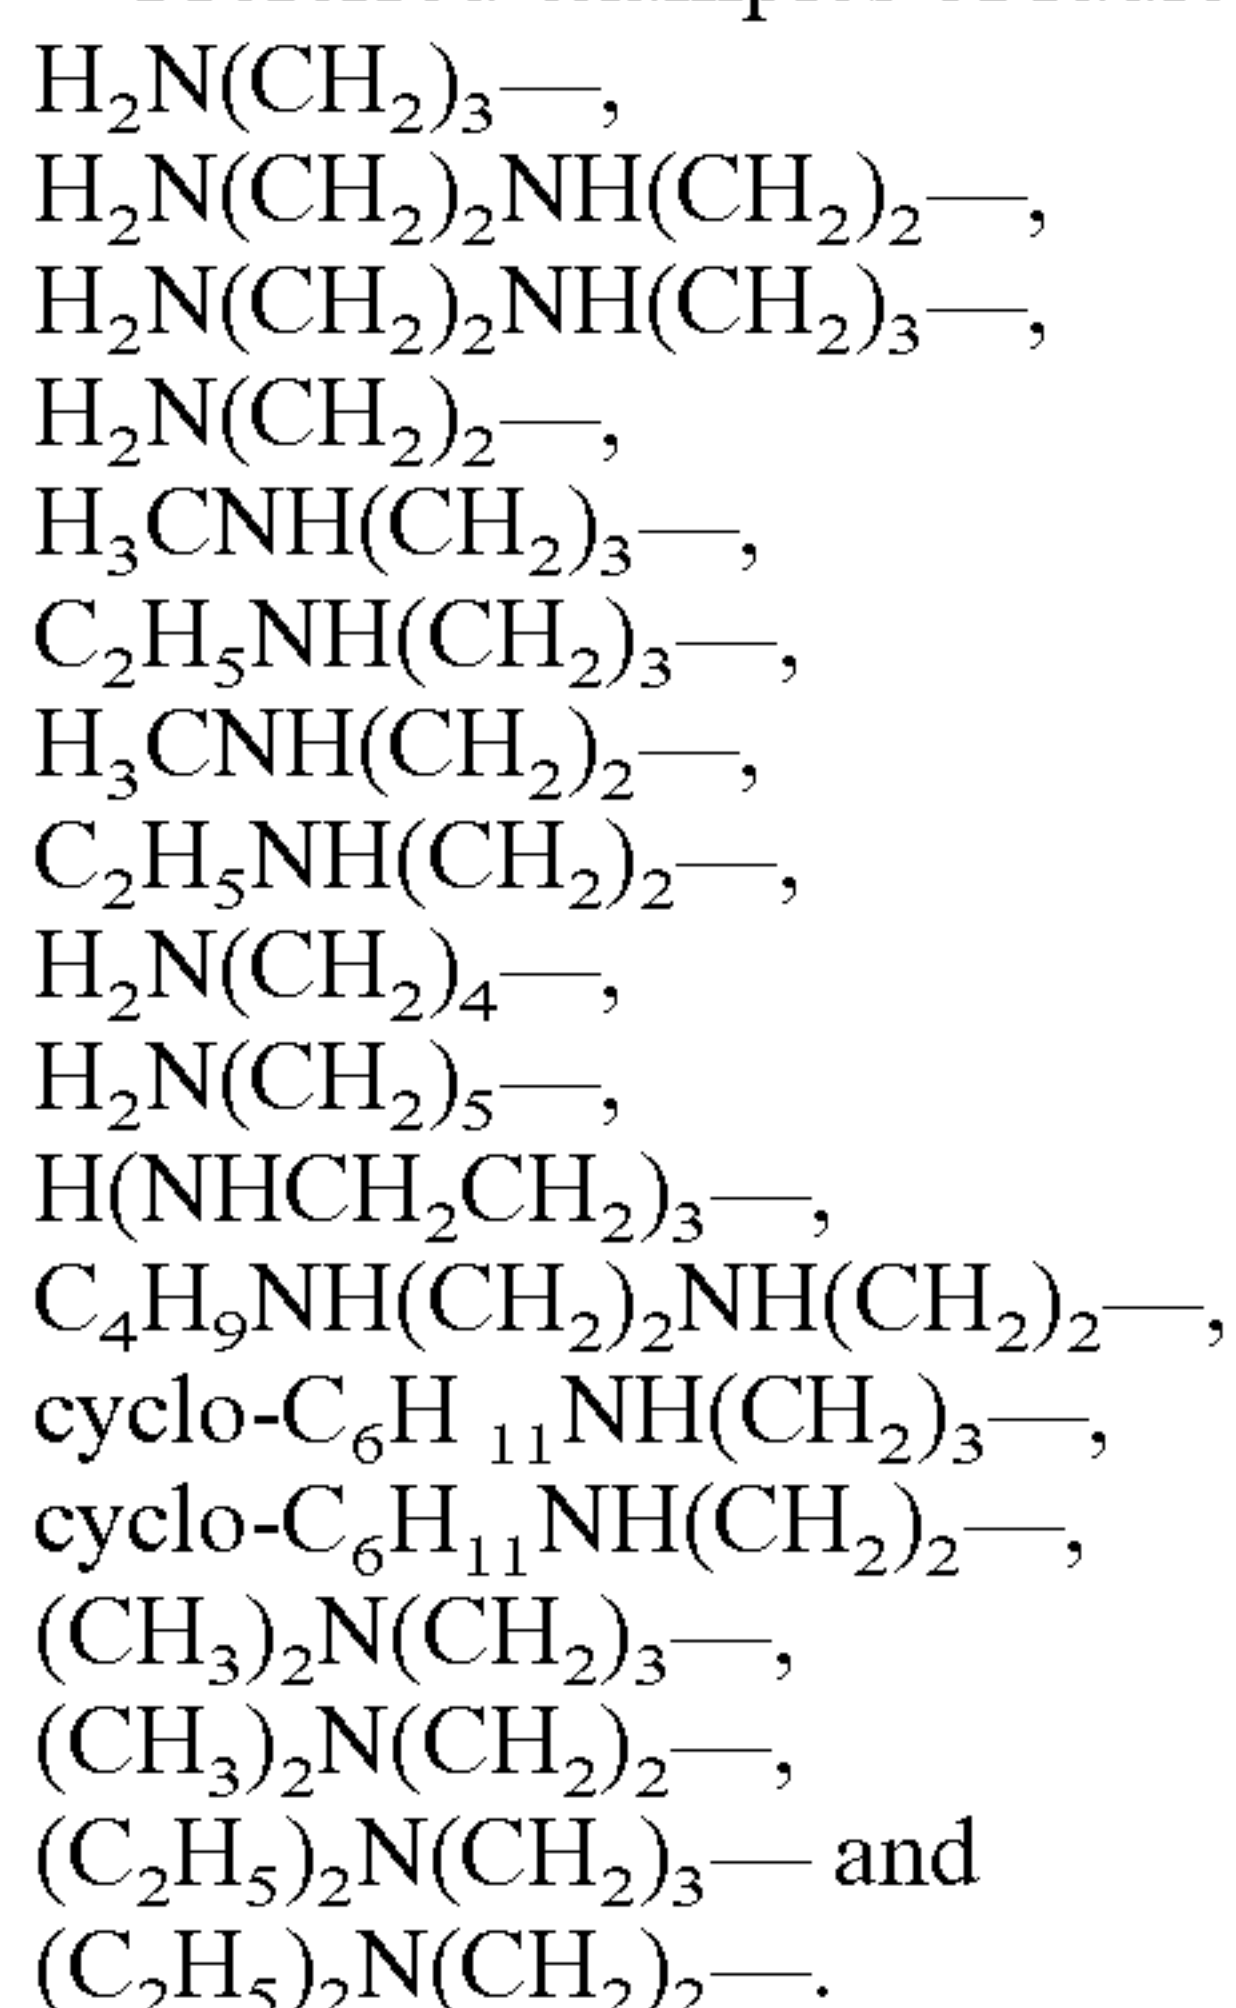 H₂N(CH₂)₃—,
H₂N(CH₂)₂NH(CH₂)₂—,
H₂N(CH₂)₂NH(CH₂)₃—,
H₂N(CH₂)₂—,
H₃CNH(CH₂)₃—,
C₂H₅NH(CH₂)₃—,
H₃CNH(CH₂)₂—,
C₂H₅NH(CH₂)₂—,
H₂N(CH₂)₄—,
H₂N(CH₂)₅—,
H(NHCH₂CH₂)₃—,
C₄H₉NH(CH₂)₂NH(CH₂)₂—,
cyclo-C₆H ₁₁NH(CH₂)₃—,
cyclo-C₆H₁₁NH(CH₂)₂—,
(CH₃)₂N(CH₂)₃—,
(CH₃)₂N(CH₂)₂—,
(C₂H₅)₂N(CH₂)₃— and
(C₂H₅)₂N(CH₂)₂—.